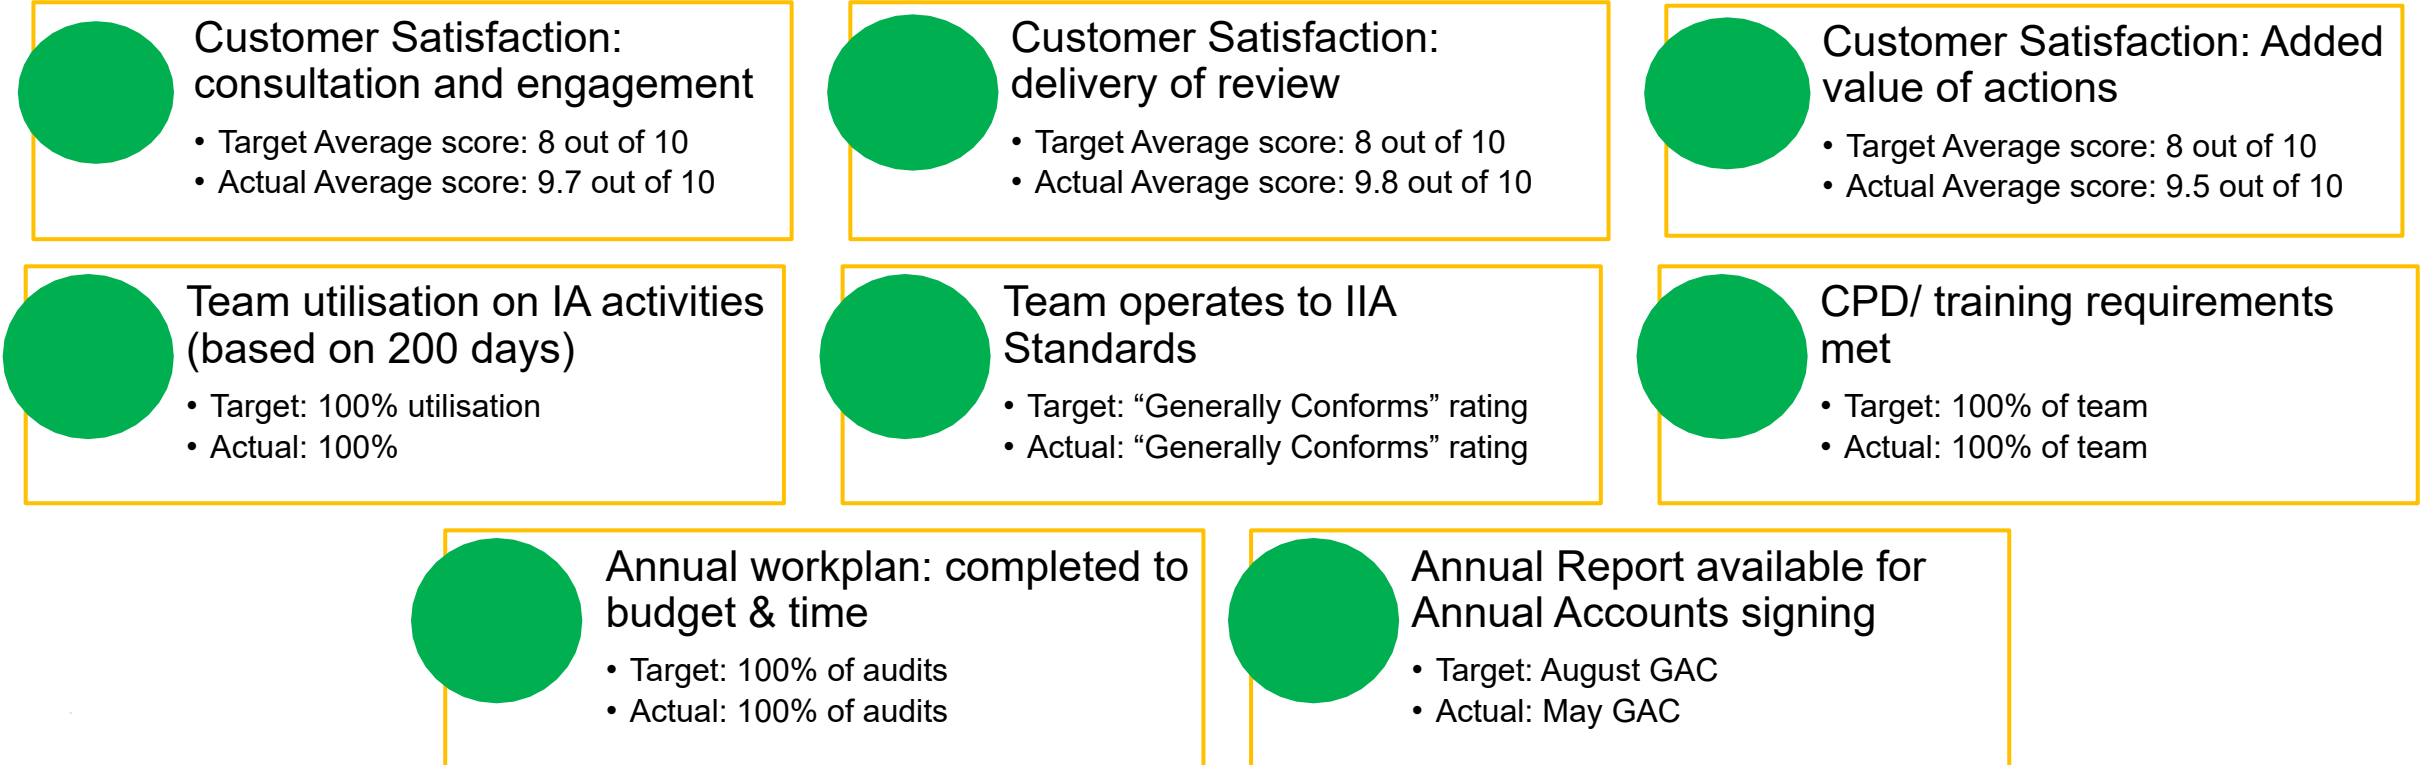 Customer Satisfaction:
consultation and engagement
• Target Average score: 8 out of 10
• Actual Average score: 9.7 out of 10
Customer Satisfaction:
delivery of review
• Target Average score: 8 out of 10
• Actual Average score: 9.8 out of 10
Customer Satisfaction: Added
value of actions
• Target Average score: 8 out of 10
• Actual Average score: 9.5 out of 10
Team utilisation on IA activities
(based on 200 days)
• Target: 100% utilisation
• Actual: 100%
Team operates to IIA
Standards
• Target: “Generally Conforms” rating
• Actual: “Generally Conforms” rating
CPD/ training requirements
met
• Target: 100% of team
• Actual: 100% of team
Annual workplan: completed to
budget & time
• Target: 100% of audits
• Actual: 100% of audits
Annual Report available for
Annual Accounts signing
• Target: August GAC
• Actual: May GAC